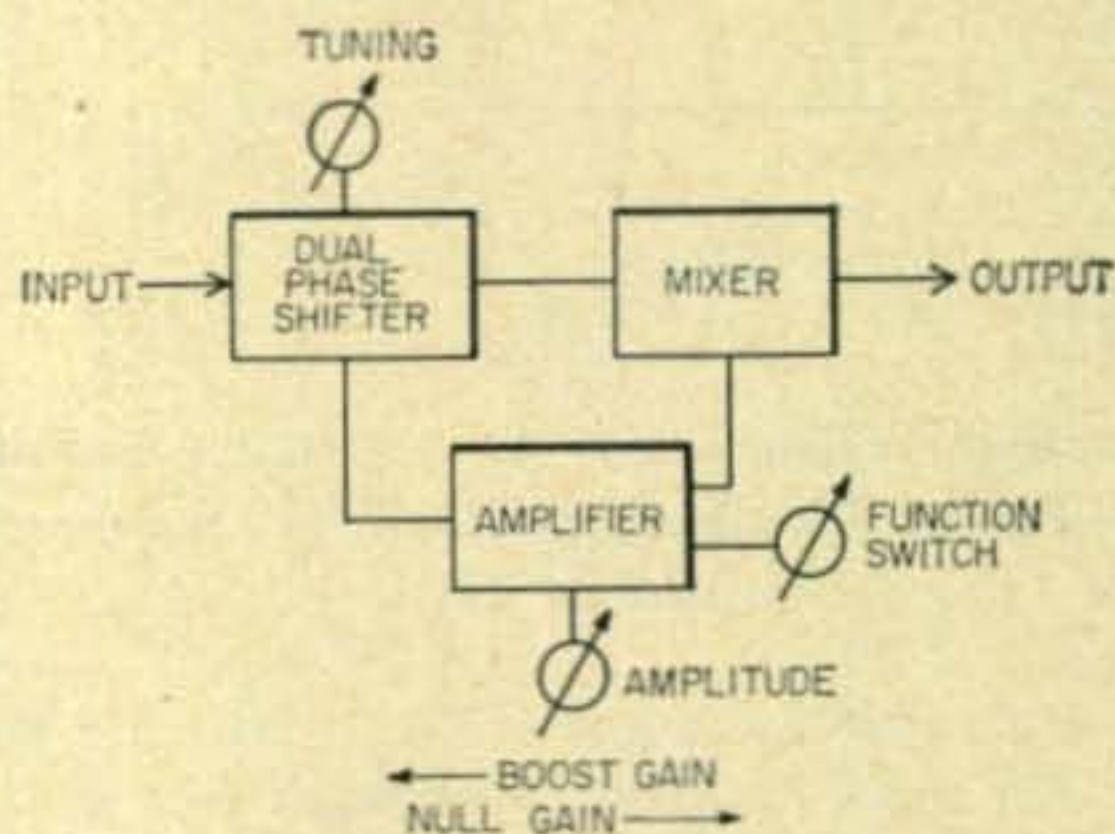 TUNING
DUAL
PHASE
SHIFTER
INPUT
MIXER
OUTPUT
AMPLIFIER
FUNCTION
SWITCH
AMPLITUDE
BOOST GAIN
NULL GAIN